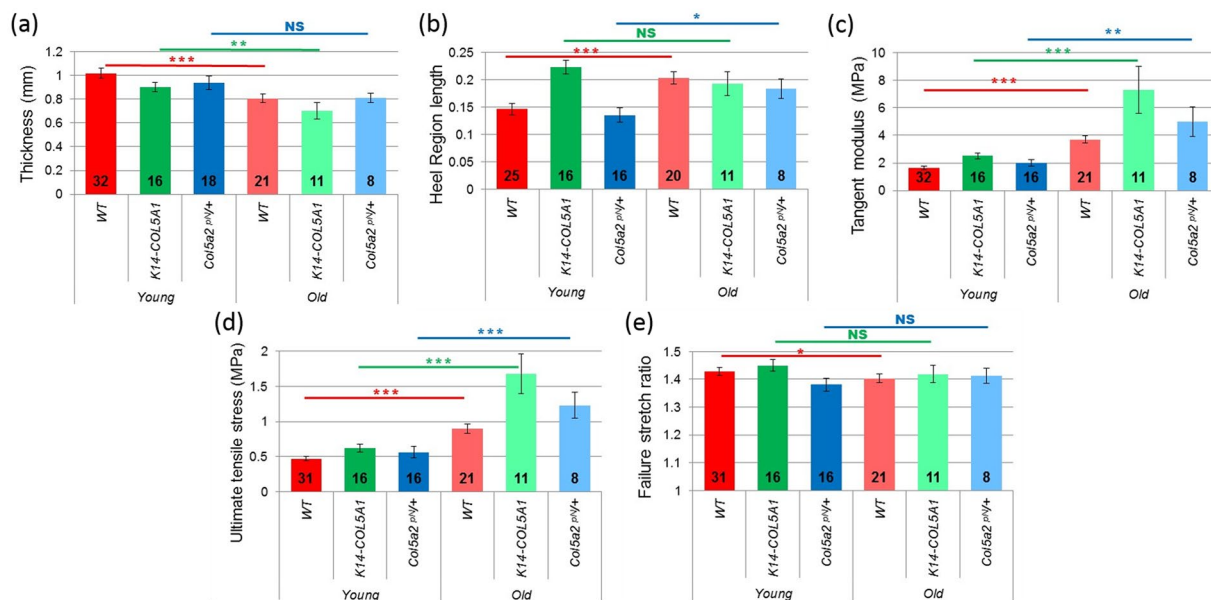 (a)
NS
**
***
Thickness (mm)
1.2
1
0.8
0.6
0.4
0.2
0
32 16 18 21 11 8
WT K14-COL5A1 Col5a2 pN/+ WT K14-COL5A1 Col5a2 pN/+
Young Old
(b)
*
NS
***
Heel Region length
0.25
0.2
0.15
0.1
0.05
0
25 16 16 20 11 8
WT K14-COL5A1 Col5a2 pN/+ WT K14-COL5A1 Col5a2 pN/+
Young Old
(c)
**
***
***
Tangent modulus (MPa)
10
8
6
4
2
0
32 16 16 21 11 8
WT K14-COL5A1 Col5a2 pN/+ WT K14-COL5A1 Col5a2 pN/+
Young Old
(d)
***
***
***
Ultimate tensile stress (MPa)
2
1.5
1
0.5
0
31 16 16 21 11 8
WT K14-COL5A1 Col5a2 pN/+ WT K14-COL5A1 Col5a2 pN/+
Young Old
(e)
NS
NS
*
Failure stretch ratio
1.5
1.4
1.3
1.2
1.1
1
31 16 16 21 11 8
WT K14-COL5A1 Col5a2 pN/+ WT K14-COL5A1 Col5a2 pN/+
Young Old